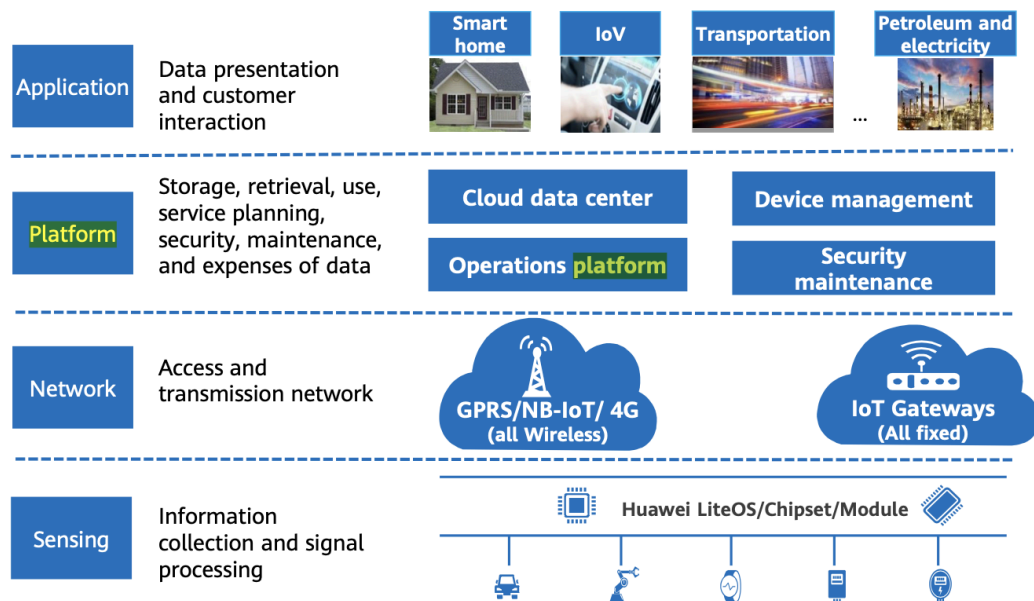 Smart
home
IoV
Transportation
Petroleum and
electricity
Application
Data presentation
and customer
interaction
...
Platform
Storage, retrieval, use,
service planning,
security, maintenance,
and expenses of data
Cloud data center
Device management
Operations platform
Security
maintenance
Network
Access and
transmission network
GPRS/NB-IoT/ 4G
(all Wireless)
IoT Gateways
(All fixed)
Sensing
Information
collection and signal
processing
Huawei LiteOS/Chipset/Module